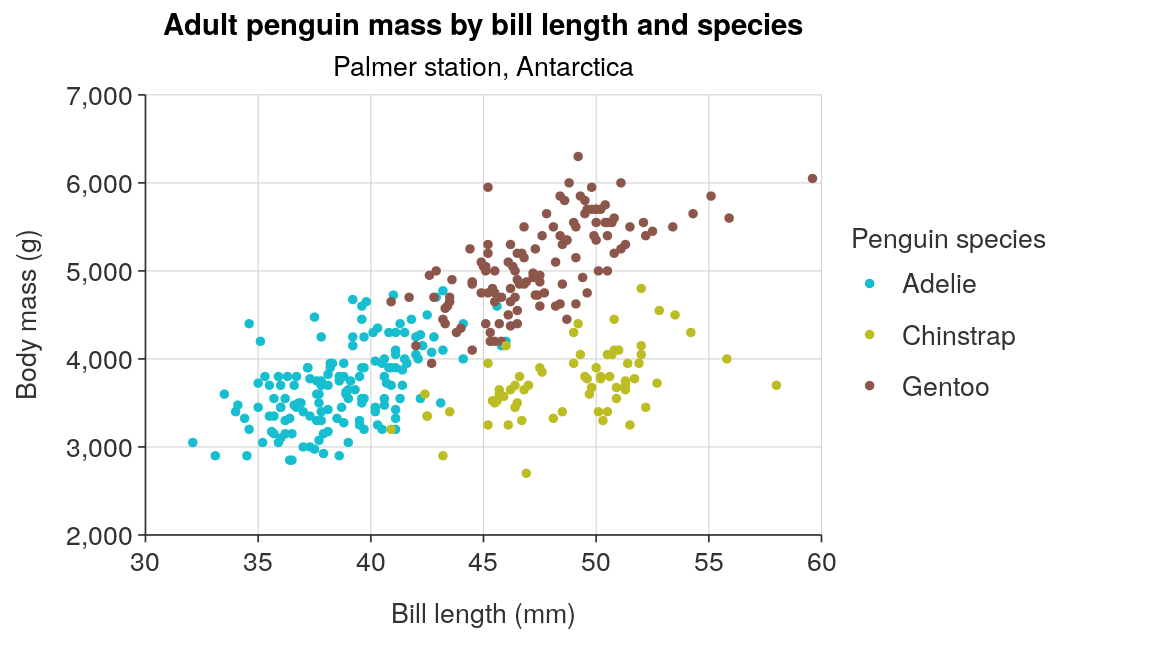 Adult penguin mass by bill length and species
Palmer station, Antarctica
7,000
6,000
5,000
4,000
3,000
2,000
Body mass (g)
30 35 40 45 50 55 60
Bill length (mm)
Penguin species
Adelie
Chinstrap
Gentoo